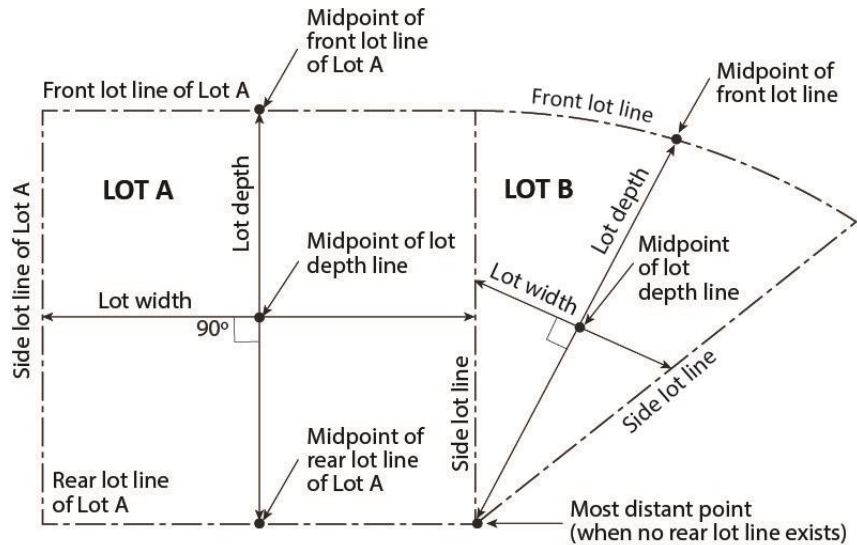 Midpoint of
front lot line
of Lot A
Front lot line of Lot A
Front lot line
Midpoint of
front lot line
LOT A
LOT B
Side lot line of Lot A
Lot depth
Lot depth
Midpoint of lot
depth line
Midpoint
of lot
depth line
Lot width
Lot width
90º
Side lot line
Side lot line
Midpoint of
rear lot line
of Lot A
Rear lot line
of Lot A
Most distant point
(when no rear lot line exists)